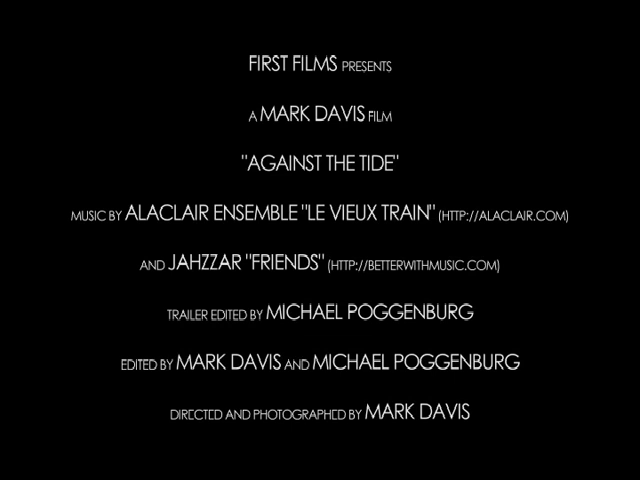 FIRST FILMS PRESENTS
A MARK DAVIS FILM
"AGAINST THE TIDE"
MUSIC BY ALACLAIR ENSEMBLE "LE VIEUX TRAIN" (HTTP://ALACLAIR.COM)
AND JAHZZAR "FRIENDS" (HTTP://BETTERWITHMUSIC.COM)
TRAILER EDITED BY MICHAEL POGGENBURG
EDITED BY MARK DAVIS AND MICHAEL POGGENBURG
DIRECTED AND PHOTOGRAPHED BY MARK DAVIS